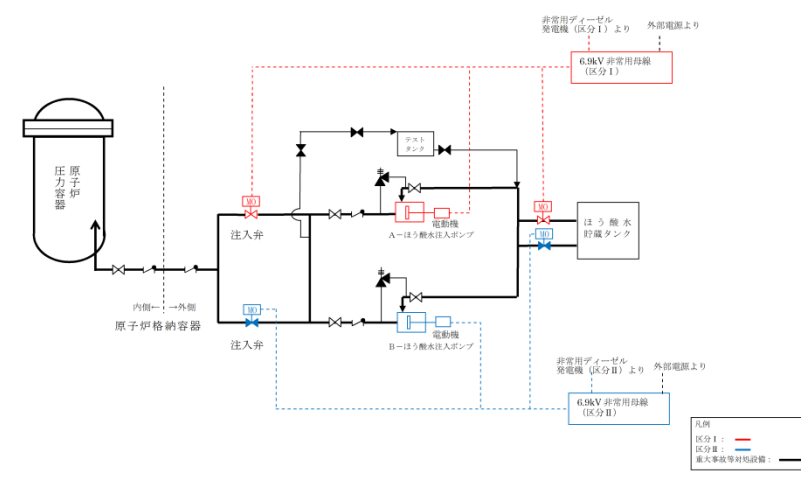 非常用ディーゼル
発電機（区分Ⅰ）より
外部電源より
6.9kV 非常用母線
（区分Ⅰ）
テスト
タンク
原子炉
圧力容器
MO
注入弁
電動機
A－ほう酸水注入ポンプ
MO
MO
ほう酸水
貯蔵タンク
内側←
→外側
原子炉格納容器
MO
注入弁
電動機
B－ほう酸水注入ポンプ
非常用ディーゼル
発電機（区分Ⅱ）より
外部電源より
6.9kV 非常用母線
（区分Ⅱ）
凡例
区分Ⅰ：
区分Ⅱ：
重大事故等対処設備：